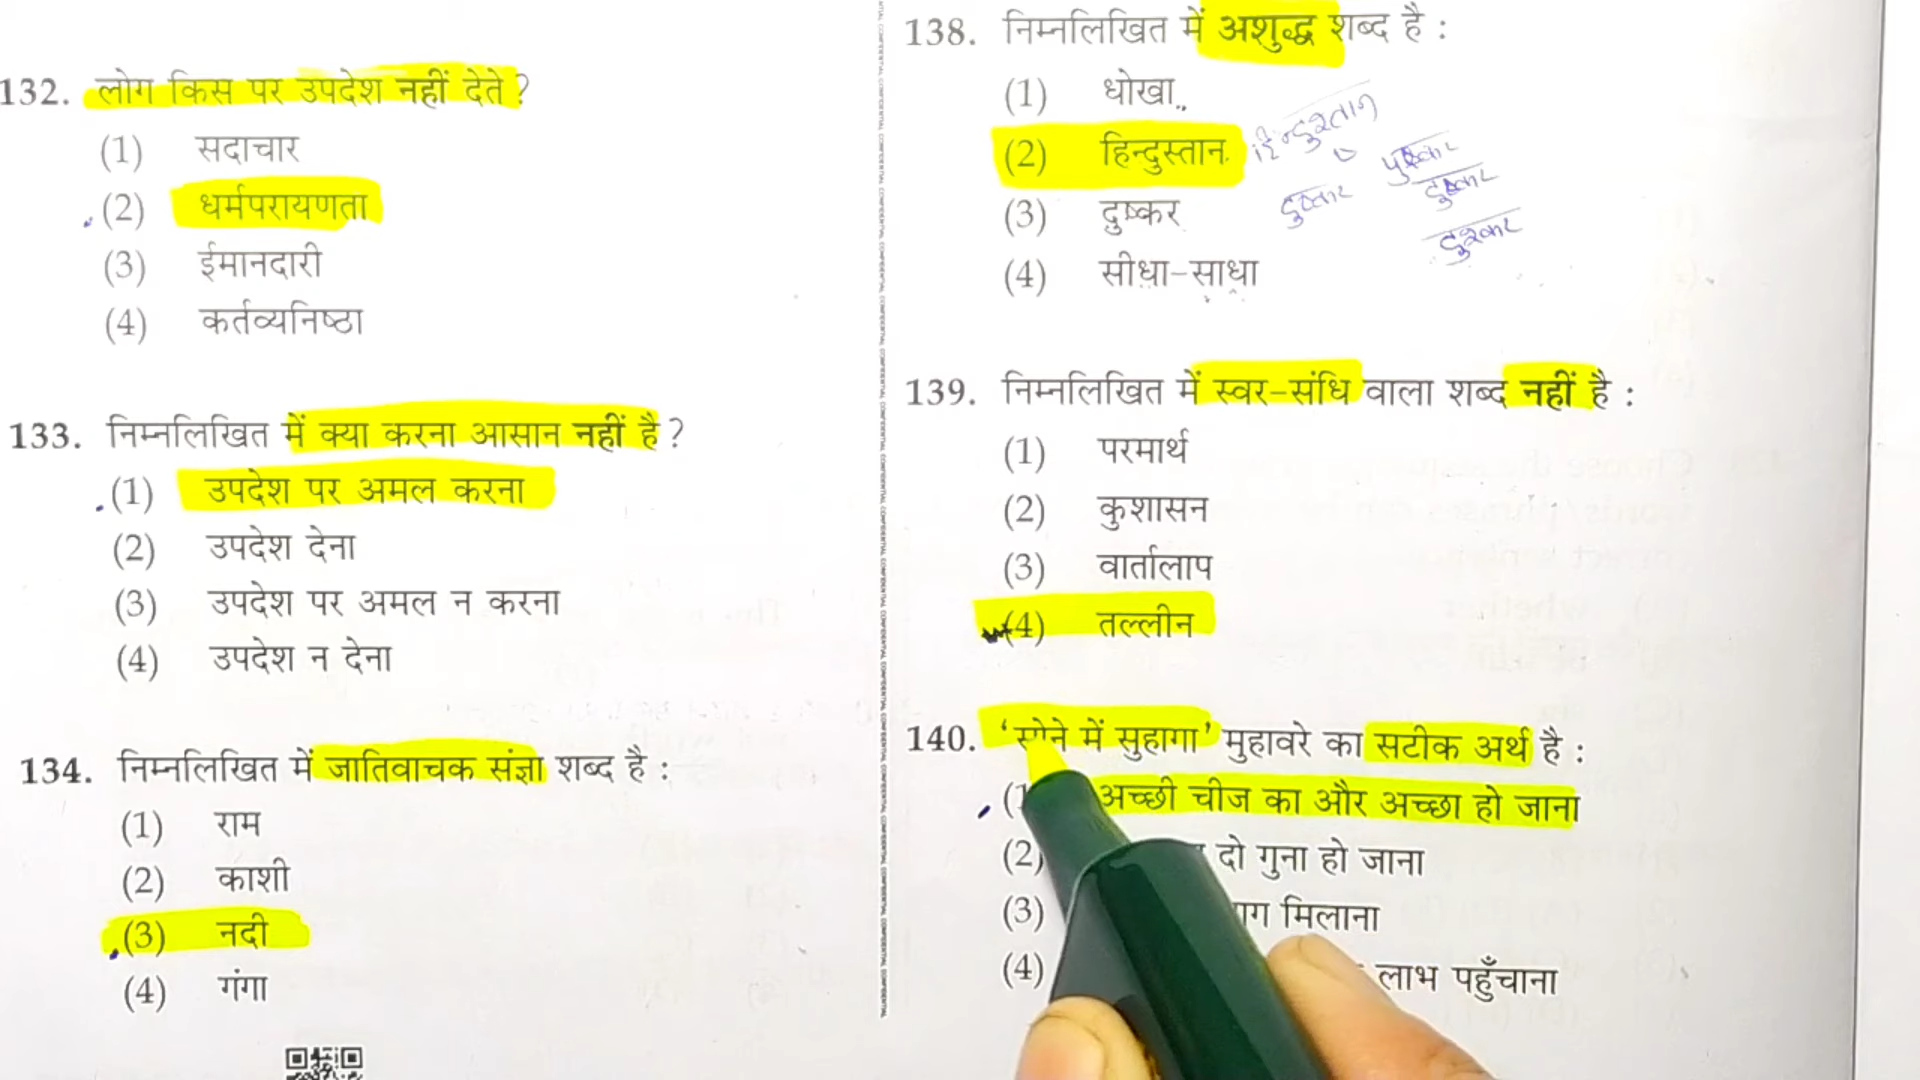 132. लोग किस पर उपदेश नहीं देते ?
(1) सदाचार
(2) धर्मपरायणता
(3) ईमानदारी
(4) कर्तव्यनिष्ठा
133. निम्नलिखित में क्या करना आसान नहीं है ?
(1) उपदेश पर अमल करना
(2) उपदेश देना
(3) उपदेश पर अमल न करना
(4) उपदेश न देना
134. निम्नलिखित में जातिवाचक संज्ञा शब्द है :
(1) राम
(2) काशी
(3) नदी
(4) गंगा
138. निम्नलिखित में अशुद्ध शब्द है :
(1) धोखा
(2) हिन्दुस्तान
हिन्दुश्तान
(3) दुष्कर
(4) सीधा-साधा
139. निम्नलिखित में स्वर-संधि वाला शब्द नहीं है :
(1) परमार्थ
(2) कुशासन
(3) वार्तालाप
(4) तल्लीन
140. 'सोने में सुहागा' मुहावरे का सटीक अर्थ है :
अच्छी चीज का और अच्छा हो जाना
(2) दो गुना हो जाना
(3) मिलाना
(4) लाभ पहुँचाना